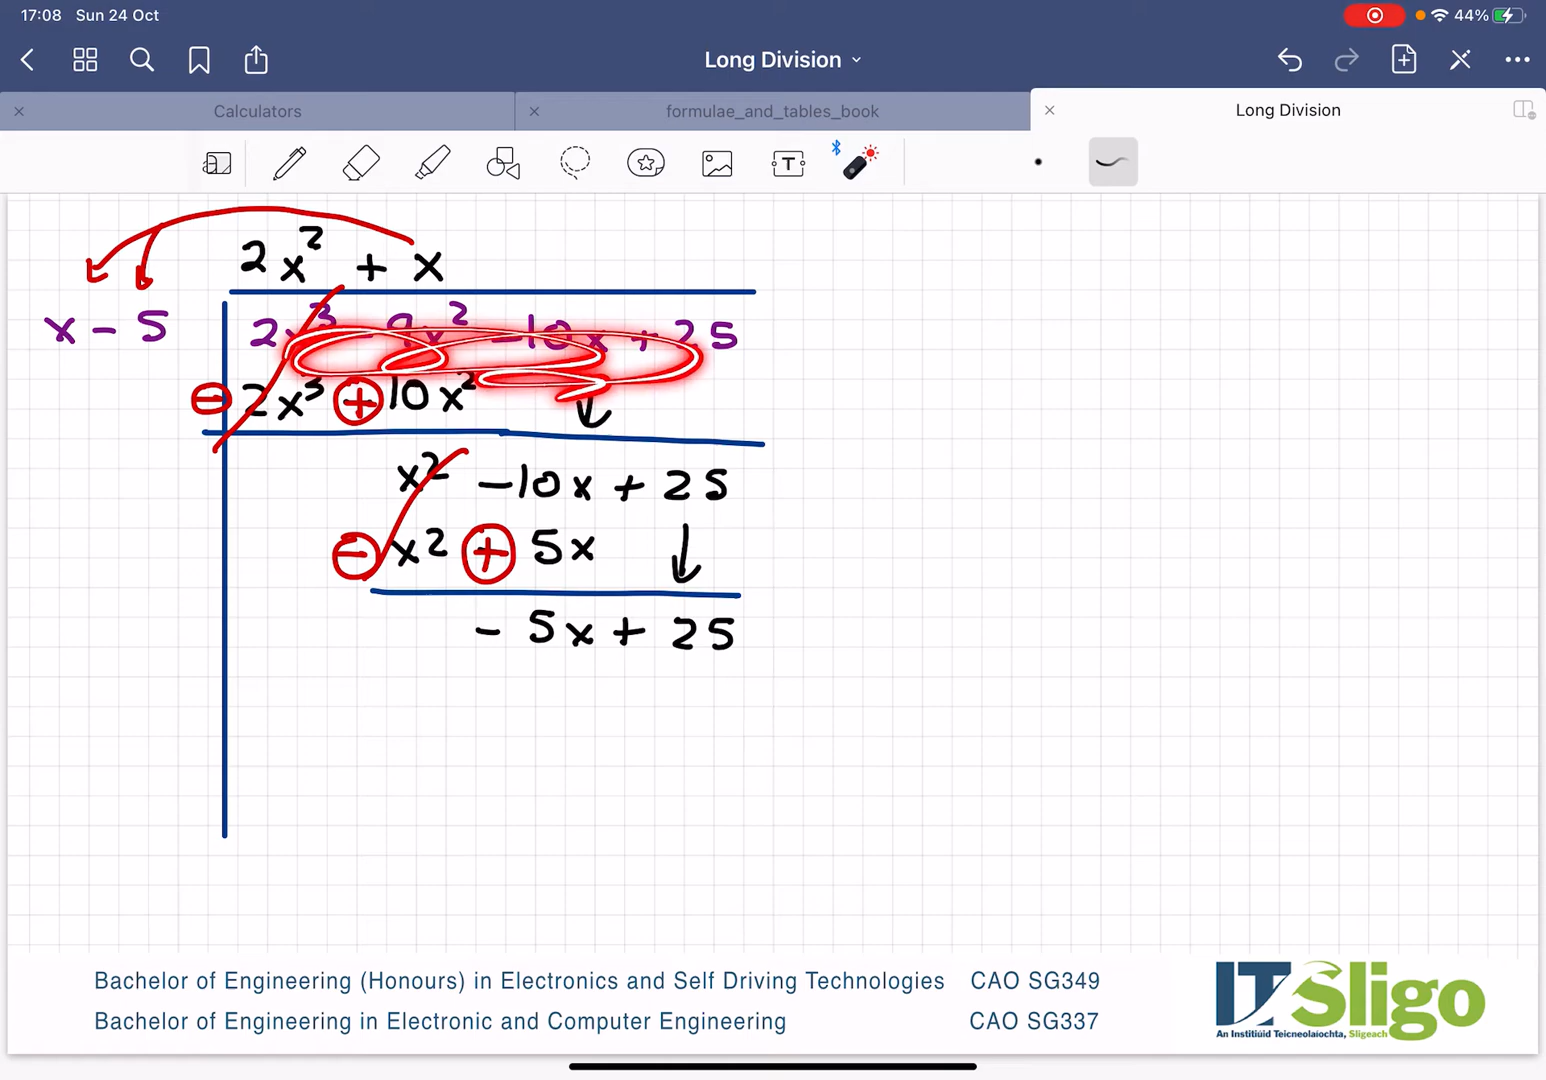 17:08 Sun 24 Oct 44%
Long Division
Calculators formulae_and_tables_book Long Division
T
2x² + x
x - 5 2x³ - 9x² - 10x + 25
⊖ 2x³ ⊕ 10x²
x² - 10x + 25
⊖ x² ⊕ 5x
- 5x + 25
Bachelor of Engineering (Honours) in Electronics and Self Driving Technologies CAO SG349
Bachelor of Engineering in Electronic and Computer Engineering CAO SG337
IT Sligo
An Institiúid Teicneolaíochta, Sligeach